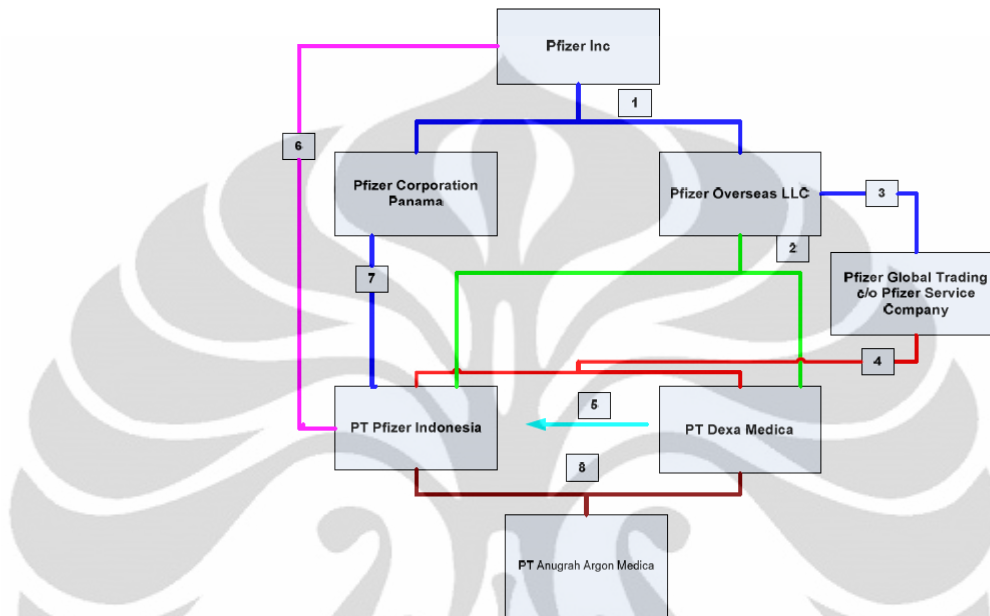 Pfizer Inc
1
6
Pfizer Corporation
Panama
Pfizer Overseas LLC
3
2
7
Pfizer Global Trading
c/o Pfizer Service
Company
4
5
PT Pfizer Indonesia
PT Dexa Medica
8
PT Anugrah Argon Medica